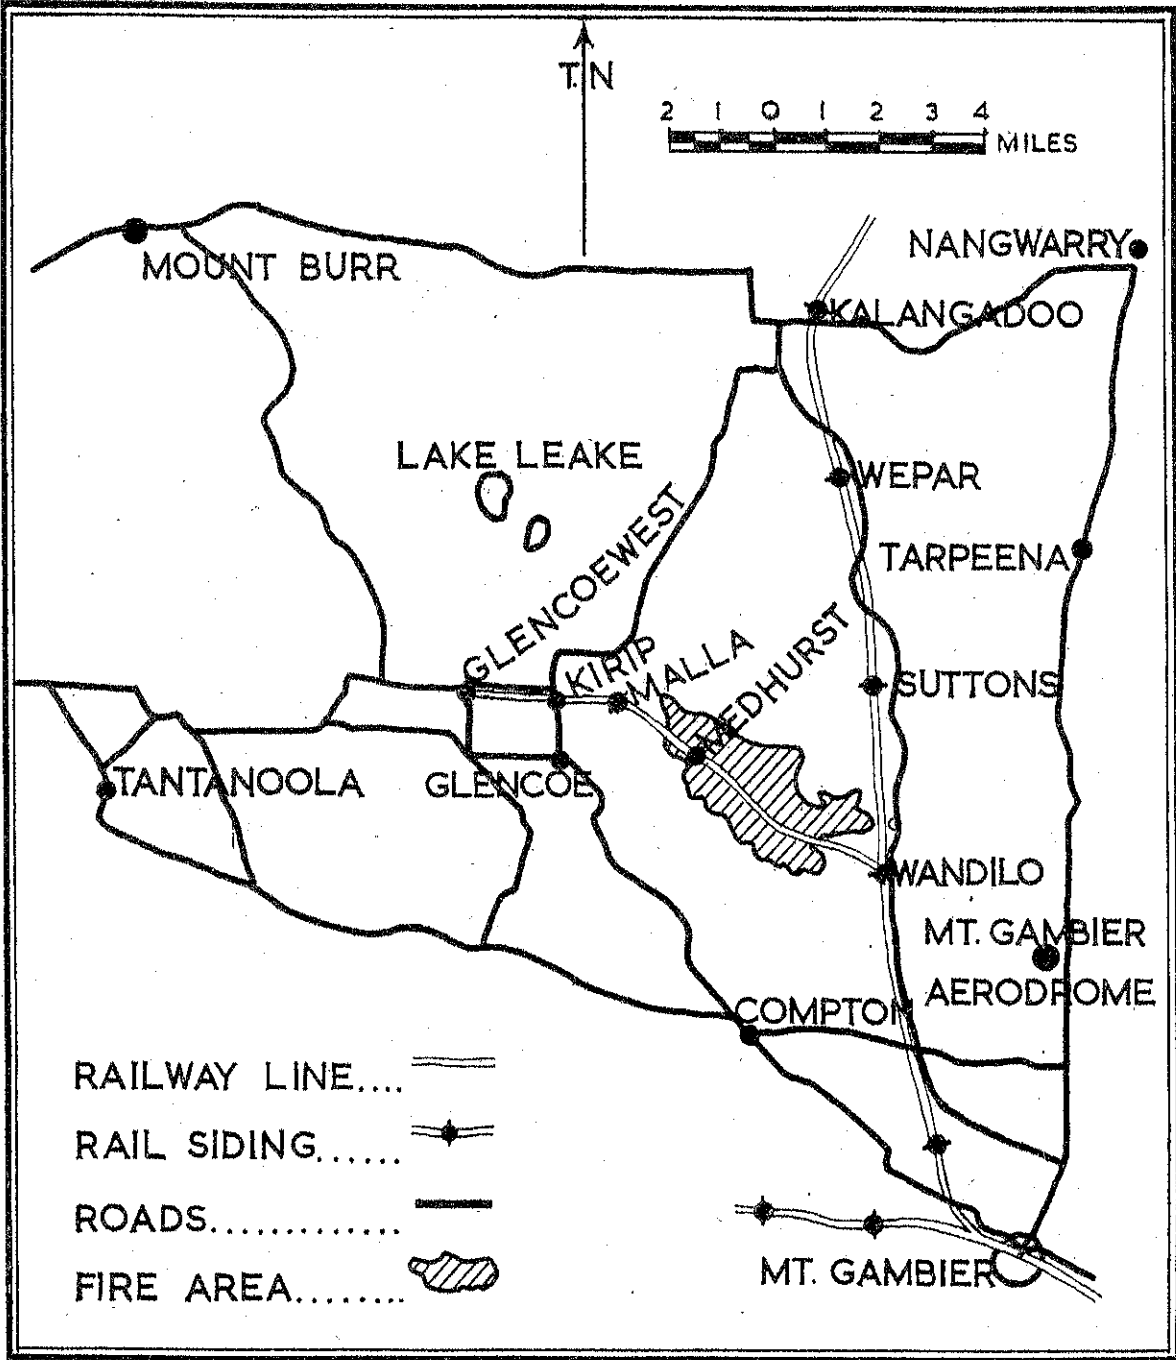 T.N
2 1 0 1 2 3 4
MILES
NANGWARRY
MOUNT BURR
KALANGADOO
LAKE LEAKE
WEPAR
GLENCOEWEST
TARPEENA
KIRIP
MALLA
WEDHURST
SUTTONS
TANTANOOLA
GLENCOE
WANDILO
MT. GAMBIER
AERODROME
COMPTON
RAILWAY LINE....
RAIL SIDING......
ROADS.............
FIRE AREA........
MT. GAMBIER